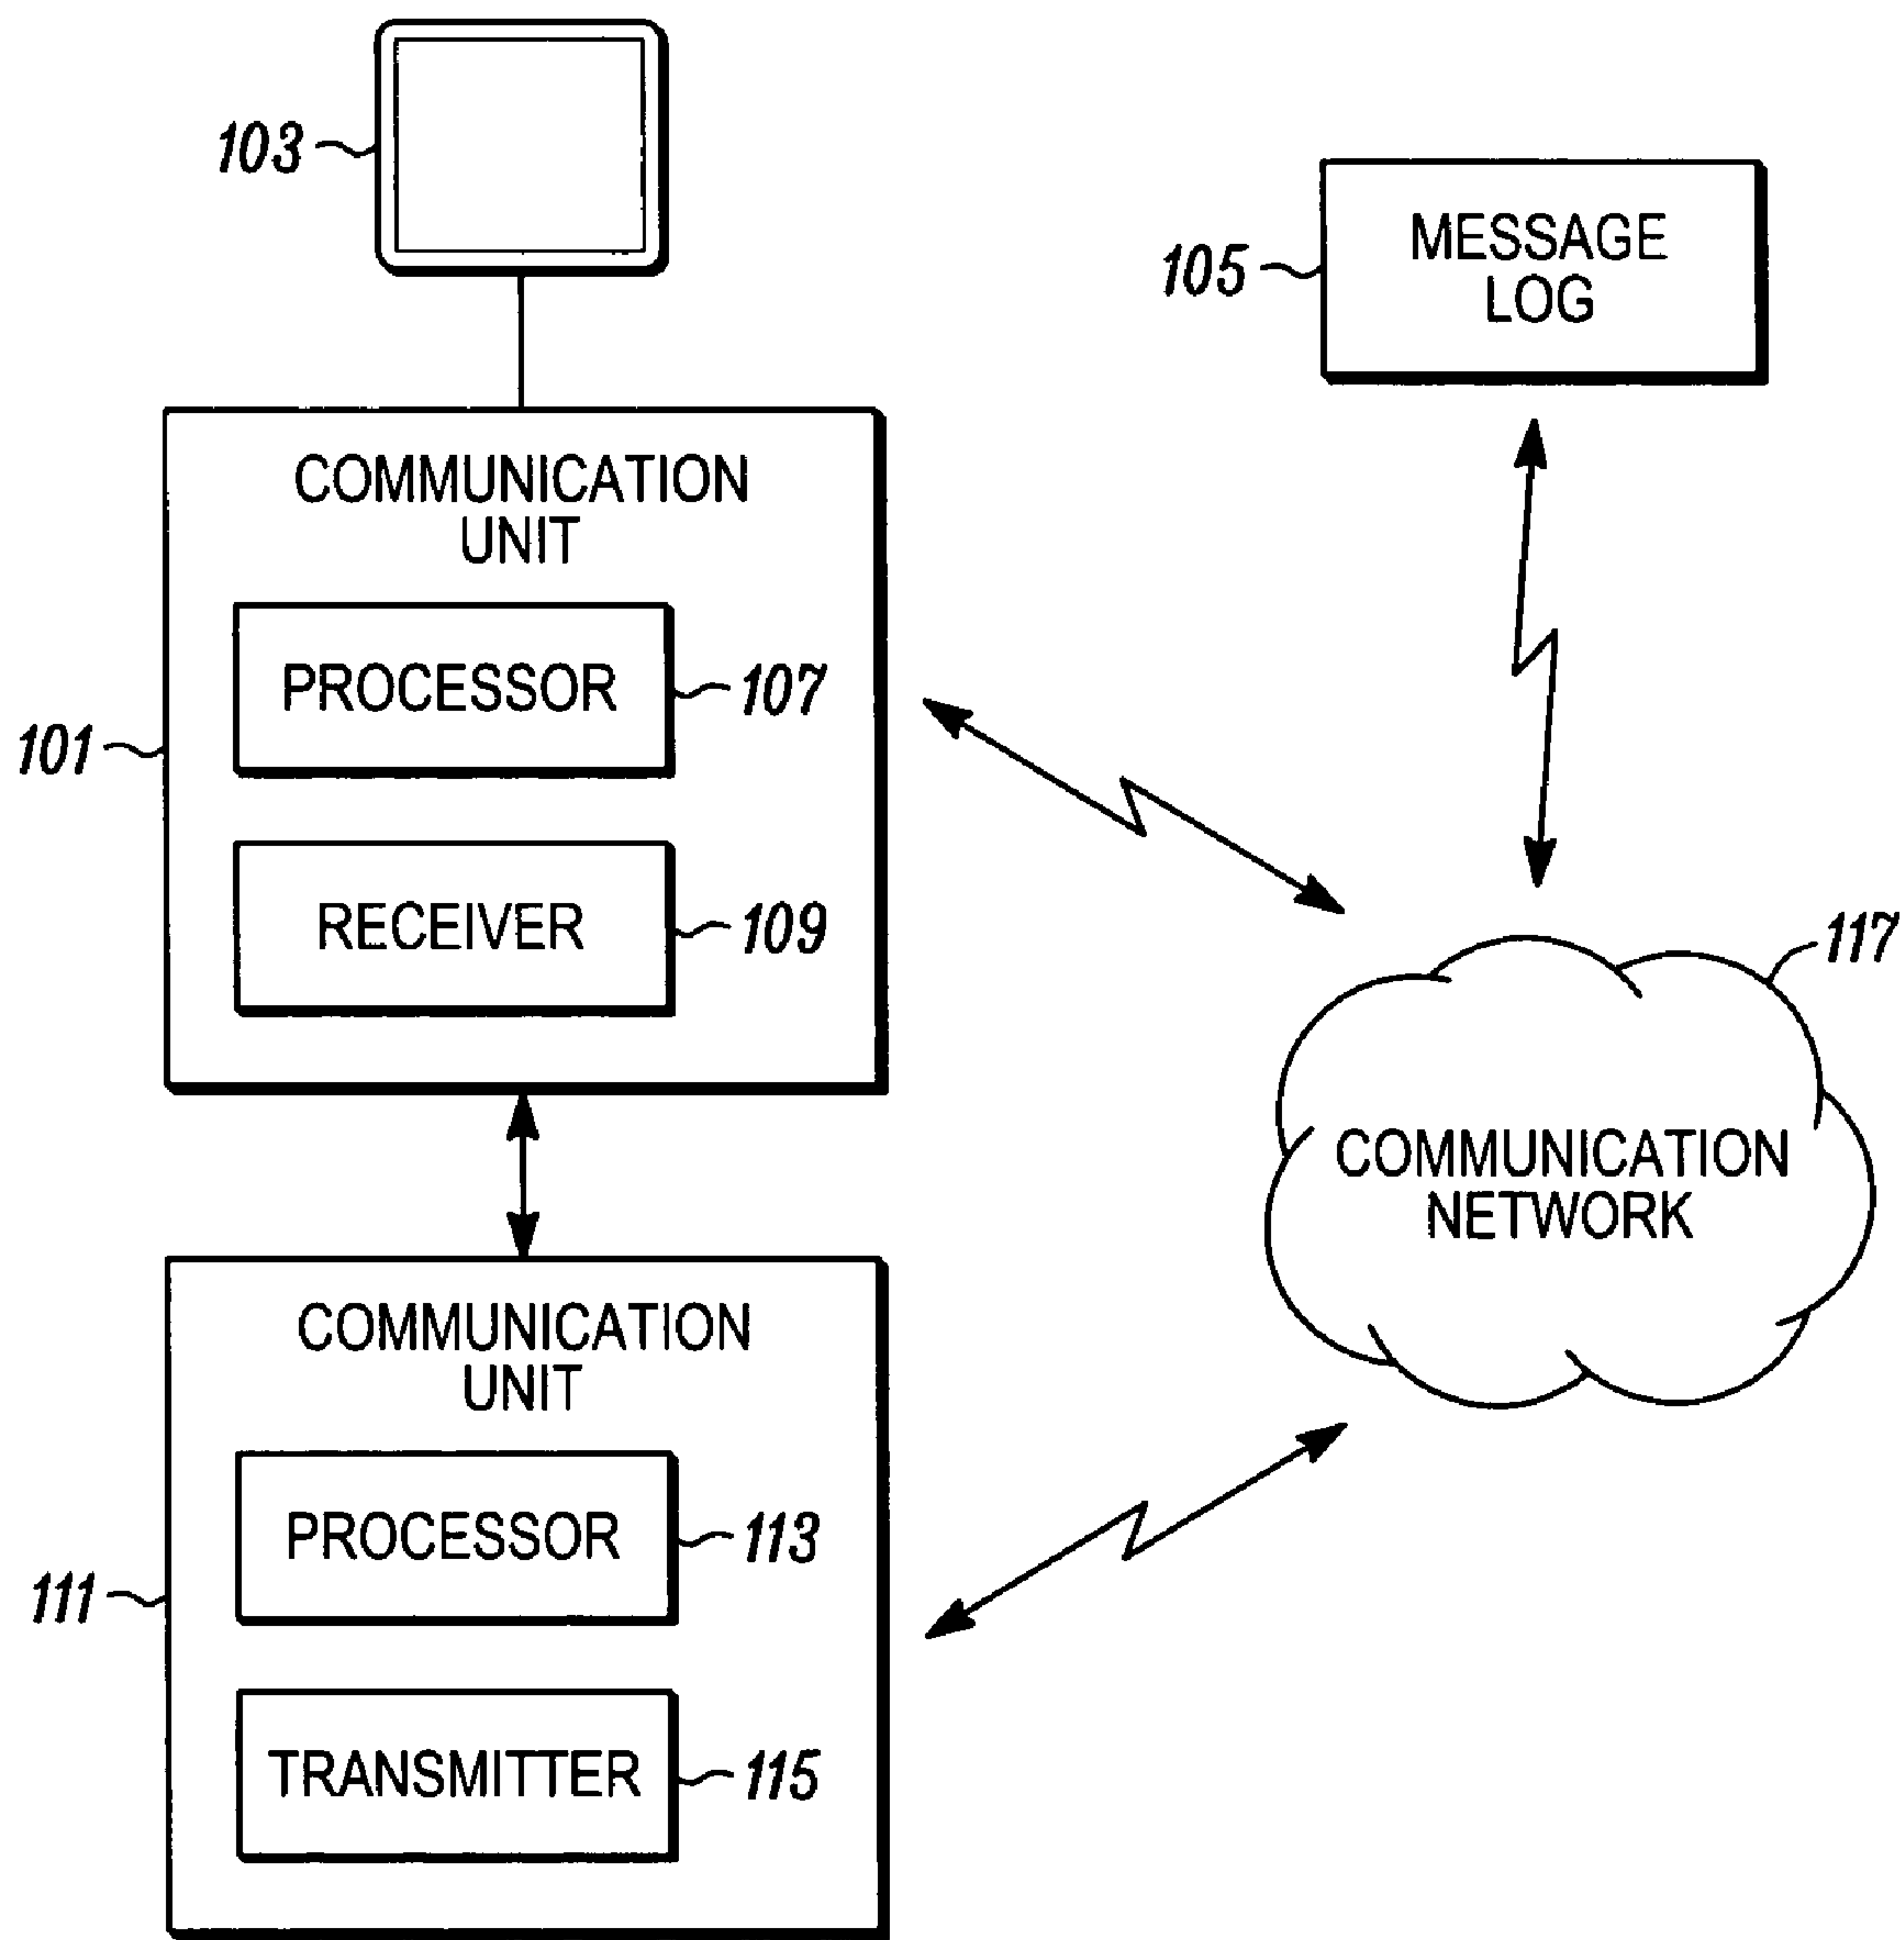 103
MESSAGE
LOG
105
COMMUNICATION
UNIT
PROCESSOR
107
101
RECEIVER
109
117
COMMUNICATION
NETWORK
COMMUNICATION
UNIT
PROCESSOR
113
111
TRANSMITTER
115